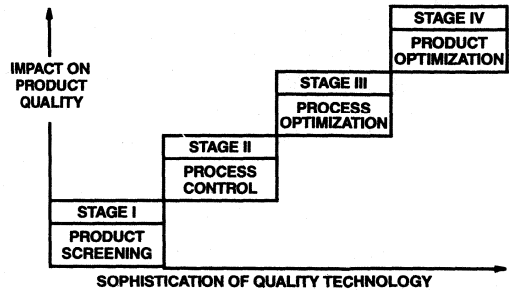 STAGE IV
PRODUCT
OPTIMIZATION
IMPACT ON
PRODUCT
QUALITY
STAGE III
PROCESS
OPTIMIZATION
STAGE II
PROCESS
CONTROL
STAGE I
PRODUCT
SCREENING
SOPHISTICATION OF QUALITY TECHNOLOGY